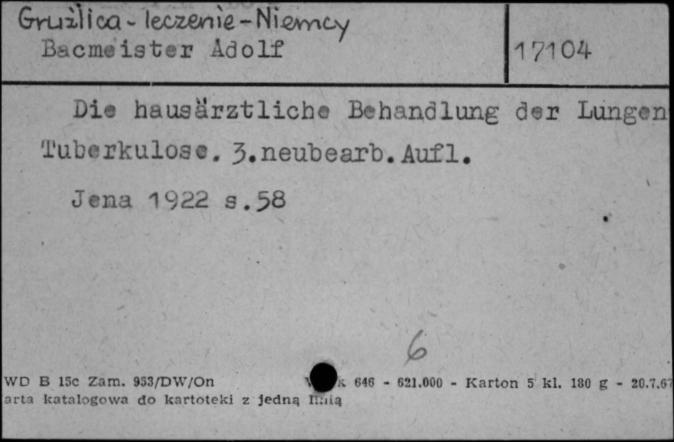 Gruźlica - leczenie - Niemcy
Bacmeister Adolf
17104
Die hausärztliche Behandlung der Lungen
Tuberkulose. 3.neubearb.Aufl.
Jena 1922 s.58
6
WD B 15c Zam. 953/DW/On 646 - 621.000 - Karton 5 kl. 180 g - 20.7.67
arta katalogowa do kartoteki z jedną linią